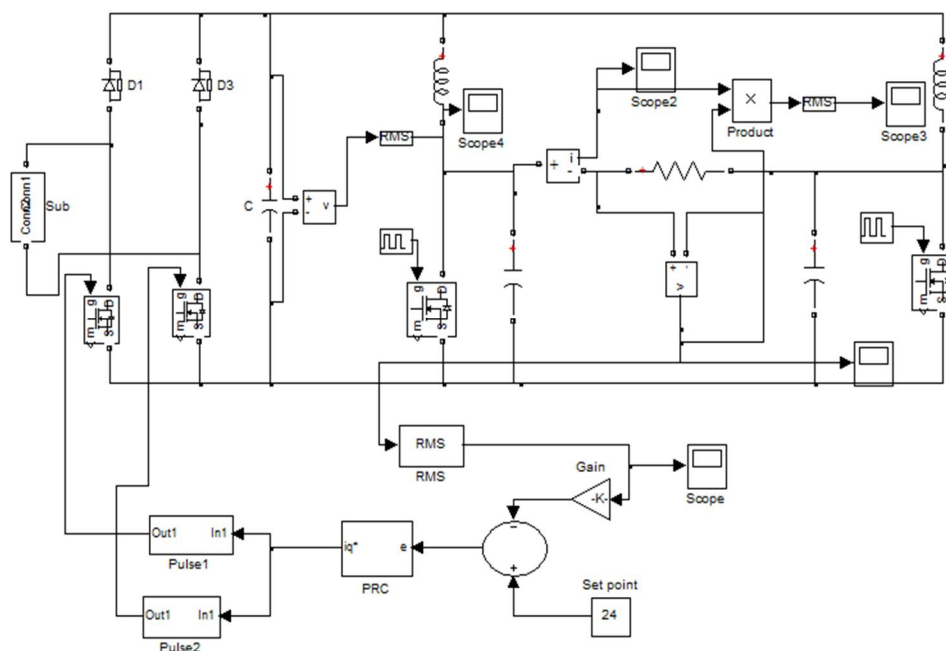 D1
D3
Scope4
RMS
Scope2
×
Product
RMS
Scope3
Conn1
Conn2
Sub
C
+
-
v
+
i
-
g
D
m
S
g
D
m
S
g
D
m
S
+
-
v
g
D
m
S
RMS
RMS
Gain
-K-
Scope
Out1
In1
Pulse1
iq*
e
PRC
−
+
Set point
24
Out1
In1
Pulse2